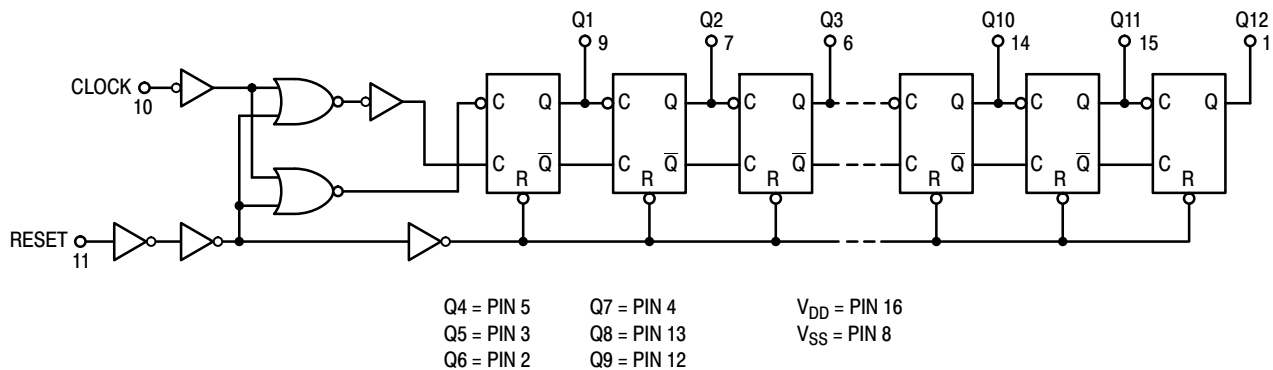 Q1 Q2 Q3 Q10 Q11 Q12
9 7 6 14 15 1
CLOCK
10
C Q C Q C Q C Q C Q C Q
C Q̅ C Q̅ C Q̅ C Q̅ C Q̅ C
R R R R R R
RESET
11
Q4 = PIN 5 Q7 = PIN 4 VDD = PIN 16
Q5 = PIN 3 Q8 = PIN 13 VSS = PIN 8
Q6 = PIN 2 Q9 = PIN 12